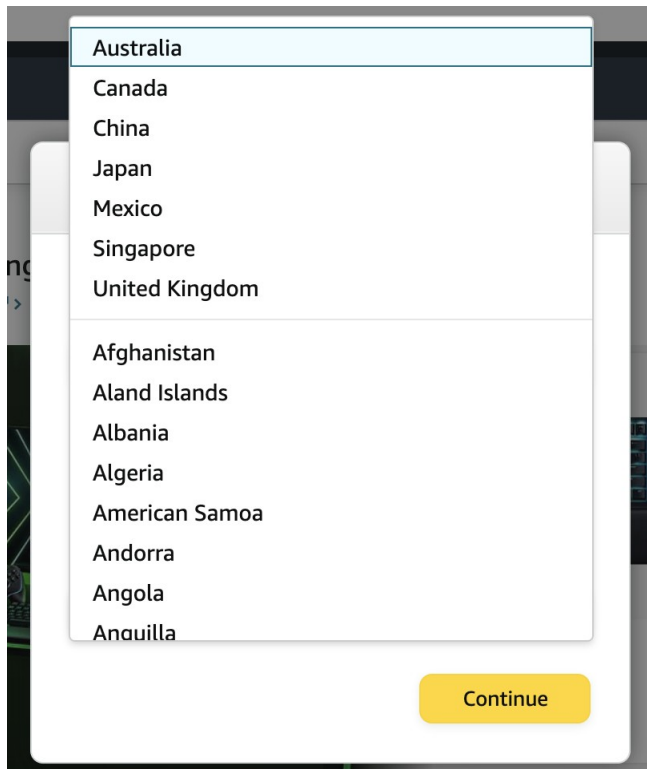 Australia
Canada
China
Japan
Mexico
Singapore
United Kingdom
Afghanistan
Aland Islands
Albania
Algeria
American Samoa
Andorra
Angola
Anguilla
Continue